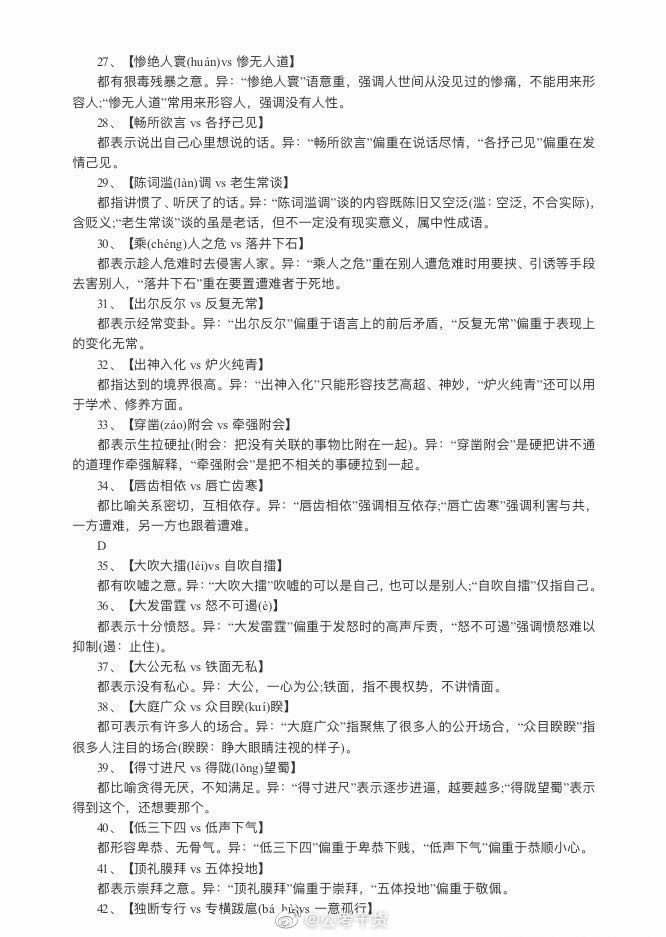 27、【惨绝人寰(huán)vs 惨无人道】
都有狠毒残暴之意。异：“惨绝人寰”语意重，强调人世间从没见过的惨痛，不能用来形
容人;“惨无人道”常用来形容人，强调没有人性。
28、【畅所欲言 vs 各抒己见】
都表示说出自己心里想说的话。异：“畅所欲言”偏重在说话尽情，“各抒己见”偏重在发
情己见。
29、【陈词滥(làn)调 vs 老生常谈】
都指讲惯了、听厌了的话。异：“陈词滥调”谈的内容既陈旧又空泛(滥：空泛，不合实际)，
含贬义;“老生常谈”谈的虽是老话，但不一定没有现实意义，属中性成语。
30、【乘(chéng)人之危 vs 落井下石】
都表示趁人危难时去侵害人家。异：“乘人之危”重在别人遭危难时用要挟、引诱等手段
去害别人，“落井下石”重在要置遭难者于死地。
31、【出尔反尔 vs 反复无常】
都表示经常变卦。异：“出尔反尔”偏重于语言上的前后矛盾，“反复无常”偏重于表现上
的变化无常。
32、【出神入化 vs 炉火纯青】
都指达到的境界很高。异：“出神入化”只能形容技艺高超、神妙，“炉火纯青”还可以用
于学术、修养方面。
33、【穿凿(záo)附会 vs 牵强附会】
都表示生拉硬扯(附会：把没有关联的事物比附在一起)。异：“穿凿附会”是硬把讲不通
的道理作牵强解释，“牵强附会”是把不相关的事硬拉到一起。
34、【唇齿相依 vs 唇亡齿寒】
都比喻关系密切，互相依存。异：“唇齿相依”强调相互依存;“唇亡齿寒”强调利害与共，
一方遭难，另一方也跟着遭难。
D
35、【大吹大擂(léi)vs 自吹自擂】
都有吹嘘之意。异：“大吹大擂”吹嘘的可以是自己，也可以是别人;“自吹自擂”仅指自己。
36、【大发雷霆 vs 怒不可遏(è)】
都表示十分愤怒。异：“大发雷霆”偏重于发怒时的高声斥责，“怒不可遏”强调愤怒难以
抑制(遏：止住)。
37、【大公无私 vs 铁面无私】
都表示没有私心。异：大公，一心为公;铁面，指不畏权势，不讲情面。
38、【大庭广众 vs 众目睽(kuí)睽】
都可表示有许多人的场合。异：“大庭广众”指聚焦了很多人的公开场合，“众目睽睽”指
很多人注目的场合(睽睽：睁大眼睛注视的样子)。
39、【得寸进尺 vs 得陇(lǒng)望蜀】
都比喻贪得无厌，不知满足。异：“得寸进尺”表示逐步进逼，越要越多;“得陇望蜀”表示
得到这个，还想要那个。
40、【低三下四 vs 低声下气】
都形容卑恭、无骨气。异：“低三下四”偏重于卑恭下贱，“低声下气”偏重于恭顺小心。
41、【顶礼膜拜 vs 五体投地】
都表示崇拜之意。异：“顶礼膜拜”偏重于崇拜，“五体投地”偏重于敬佩。
42、【独断专行 vs 专横跋扈(bá hù)vs 一意孤行】
@公考干货